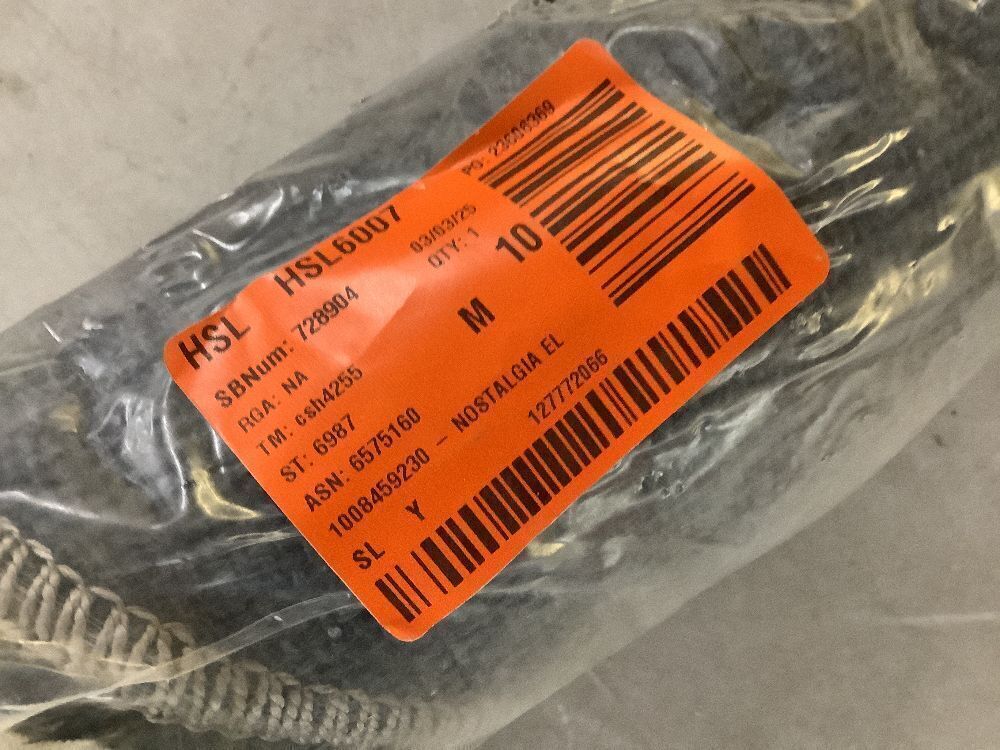 HSL HSL6007
PO: 23606369
SBNum: 728904 03/03/25
RGA: NA QTY: 1
TM: csh4255 10
ST: 6987 M
ASN: 6575160
1008459230 - NOSTALGIA EL
SL Y 127772066